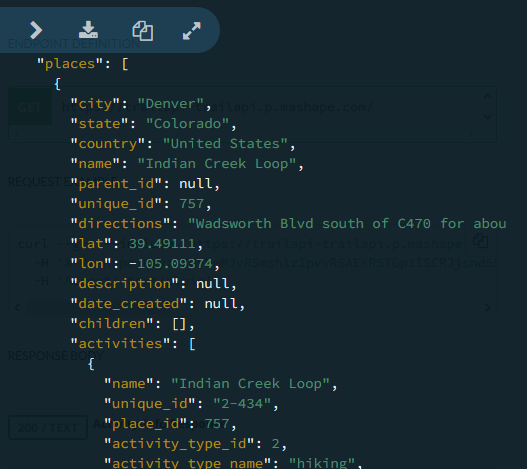 ENDPOINT DEFINITION
"places": [
{
"city": "Denver",
"state": "Colorado",
"country": "United States",
"name": "Indian Creek Loop",
"parent_id": null,
REQUEST
"unique_id": 757,
"directions": "Wadsworth Blvd south of C470 for abou
curl
"lat": 39.49111,
"lon": -105.09374,
"description": null,
"date_created": null,
"children": [],
RESPONSE BODY
"activities": [
{
"name": "Indian Creek Loop",
"unique_id": "2-434",
200 / TEXT
"place_id": 757,
"activity_type_id": 2,
"activity_type_name": "hiking",